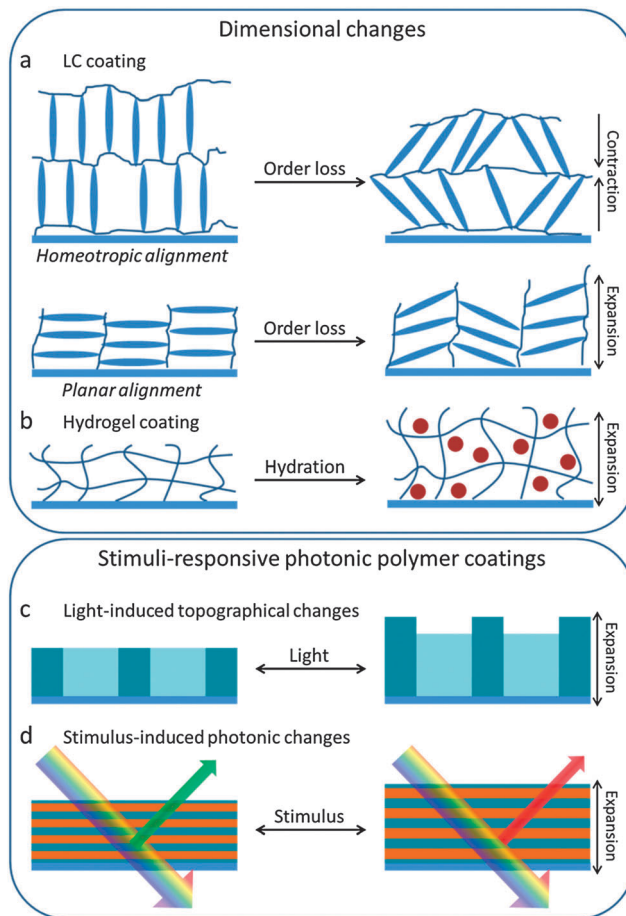 Dimensional changes
a LC coating
Order loss
Contraction
Homeotropic alignment
Order loss
Expansion
Planar alignment
b Hydrogel coating
Hydration
Expansion
Stimuli-responsive photonic polymer coatings
c Light-induced topographical changes
Light
Expansion
d Stimulus-induced photonic changes
Stimulus
Expansion